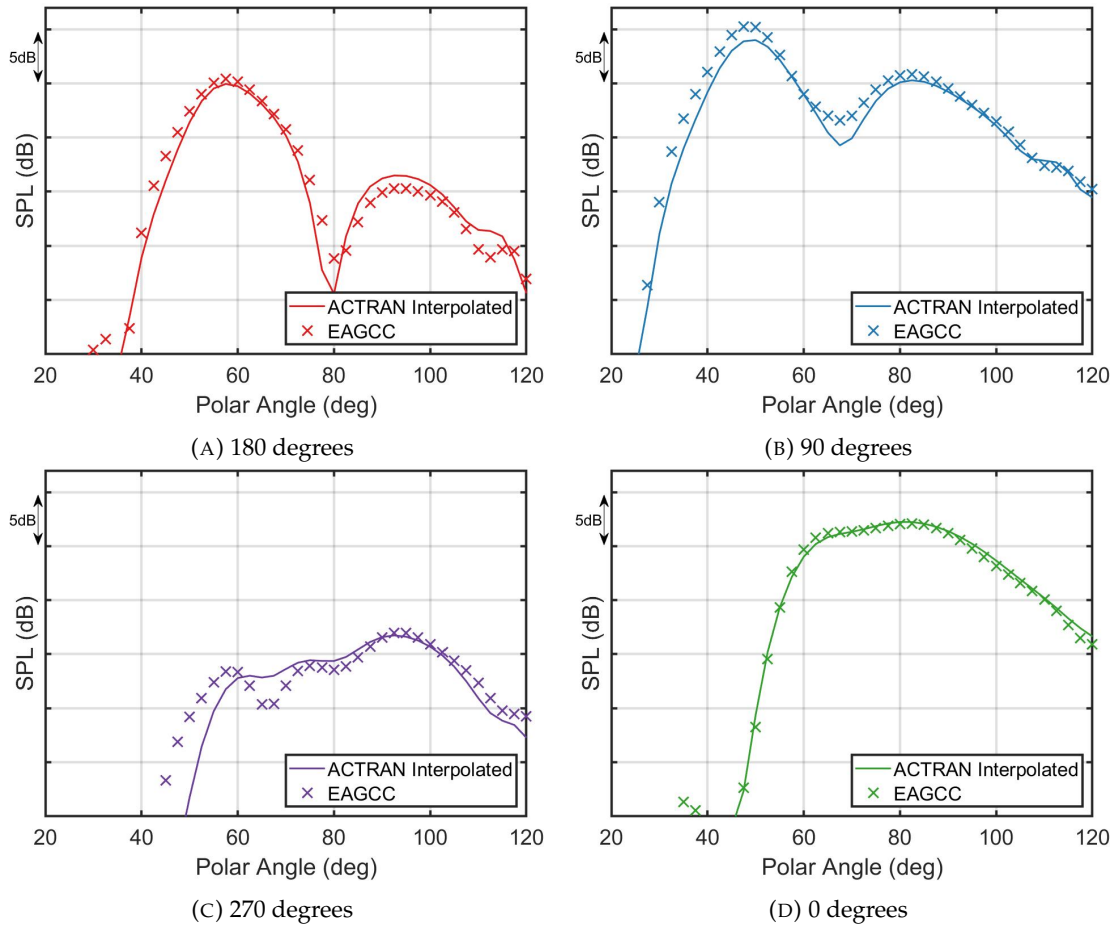 5dB
SPL (dB)
ACTRAN Interpolated
EAGCC
20 40 60 80 100 120
Polar Angle (deg)
(A) 180 degrees
5dB
SPL (dB)
ACTRAN Interpolated
EAGCC
20 40 60 80 100 120
Polar Angle (deg)
(B) 90 degrees
5dB
SPL (dB)
ACTRAN Interpolated
EAGCC
20 40 60 80 100 120
Polar Angle (deg)
(C) 270 degrees
5dB
SPL (dB)
ACTRAN Interpolated
EAGCC
20 40 60 80 100 120
Polar Angle (deg)
(D) 0 degrees